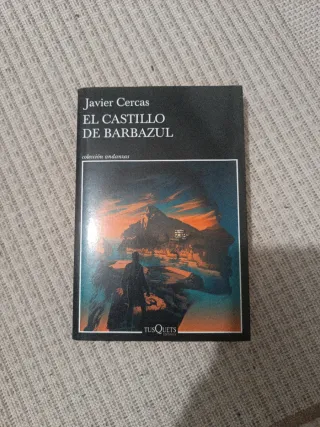 Javier Cercas
EL CASTILLO
DE BARBAZUL
colección andanzas
TUSQUETS